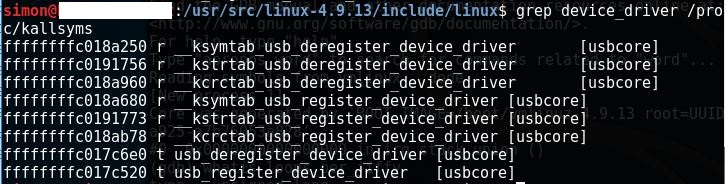 simon@:/usr/src/linux-4.9.13/include/linux$ grep device_driver /pro
c/kallsyms
ffffffffc018a250 r __ksymtab_usb_deregister_device_driver [usbcore]
ffffffffc0191756 r __kstrtab_usb_deregister_device_driver [usbcore]
ffffffffc018a960 r __kcrctab_usb_deregister_device_driver [usbcore]
ffffffffc018a680 r __ksymtab_usb_register_device_driver [usbcore]
ffffffffc0191773 r __kstrtab_usb_register_device_driver [usbcore]
ffffffffc018ab78 r __kcrctab_usb_register_device_driver [usbcore]
ffffffffc017c6e0 t usb_deregister_device_driver [usbcore]
ffffffffc017c520 t usb_register_device_driver [usbcore]